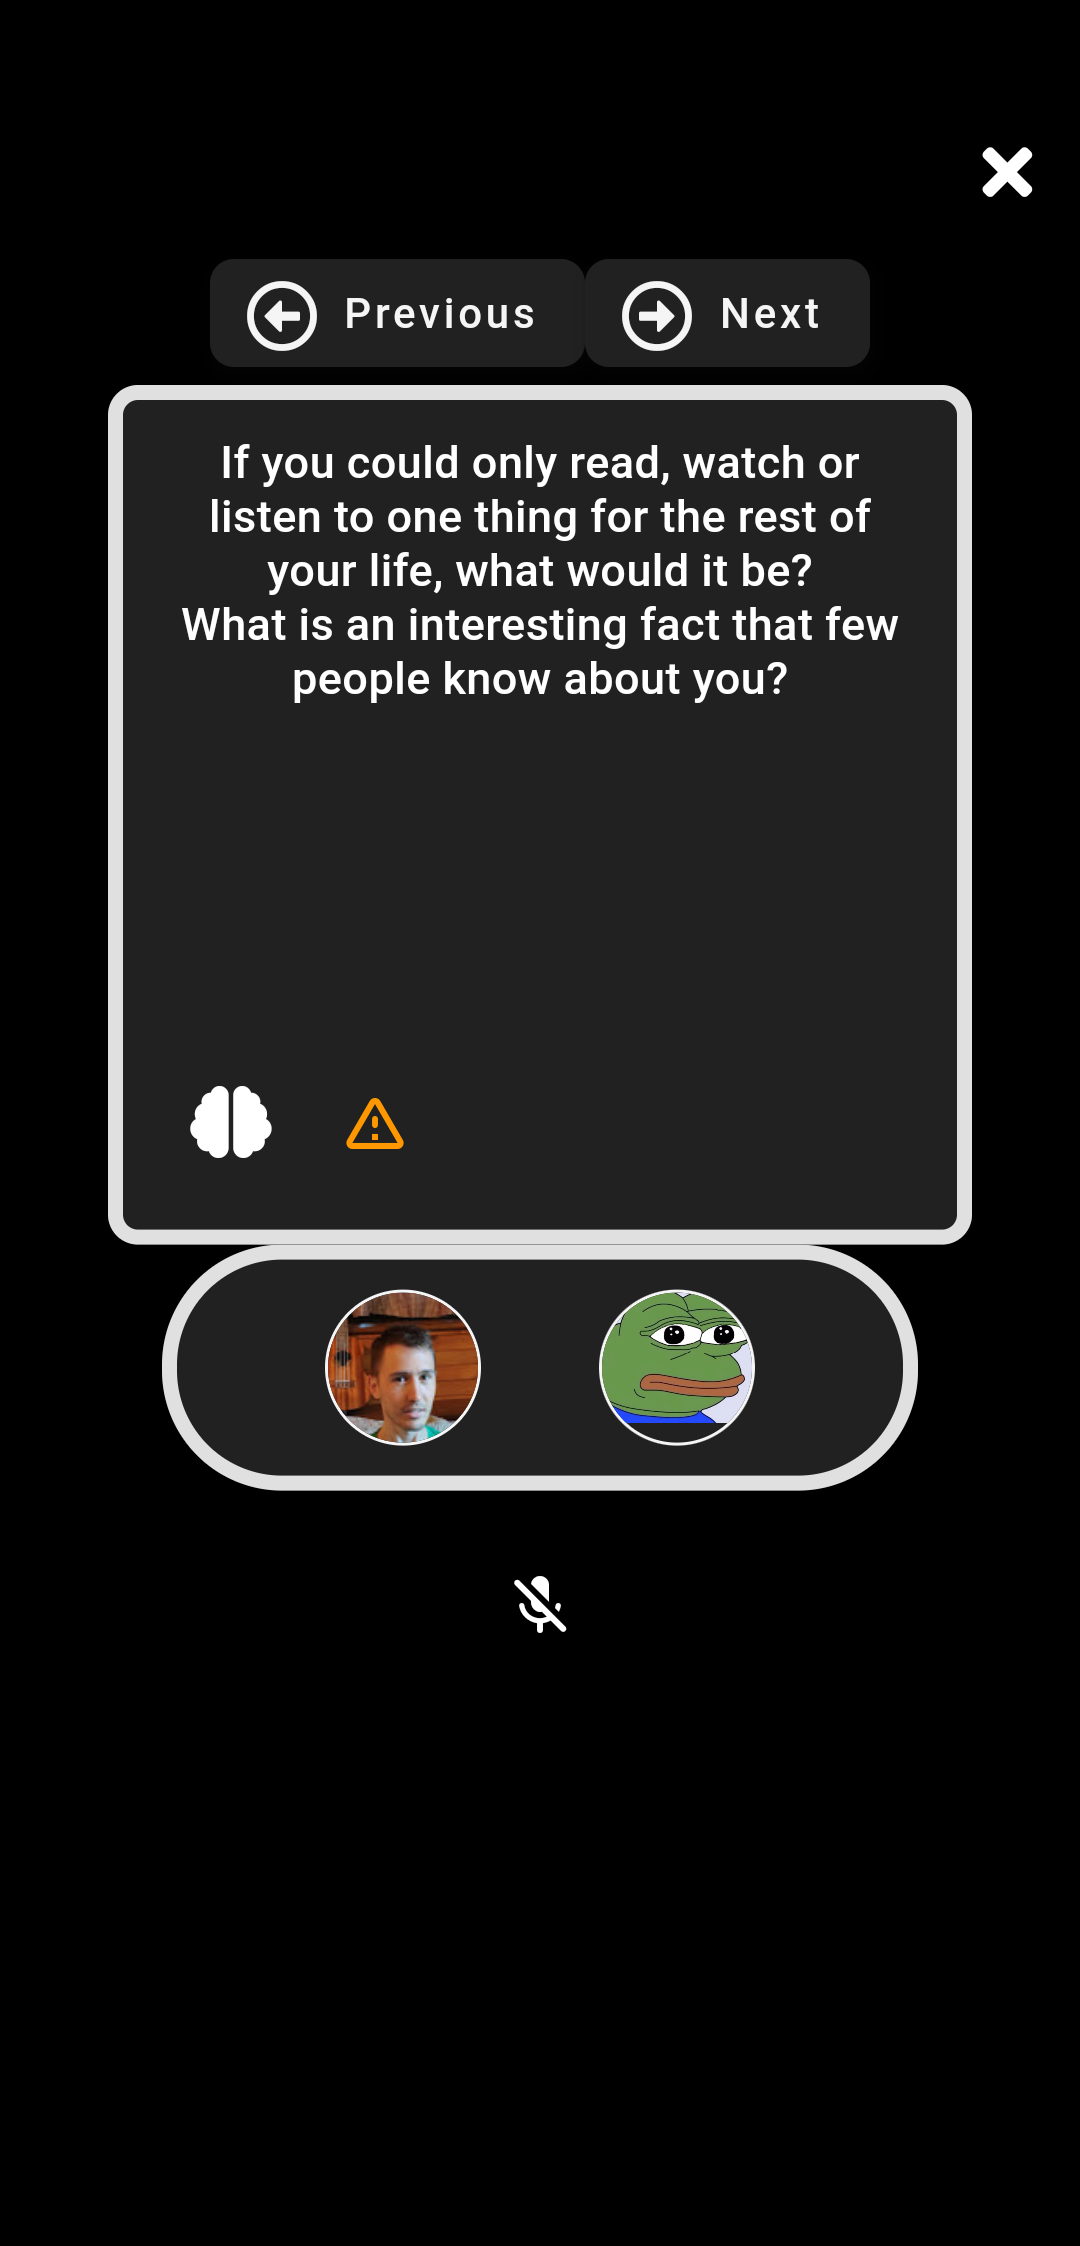 Previous
Next
If you could only read, watch or
listen to one thing for the rest of
your life, what would it be?
What is an interesting fact that few
people know about you?